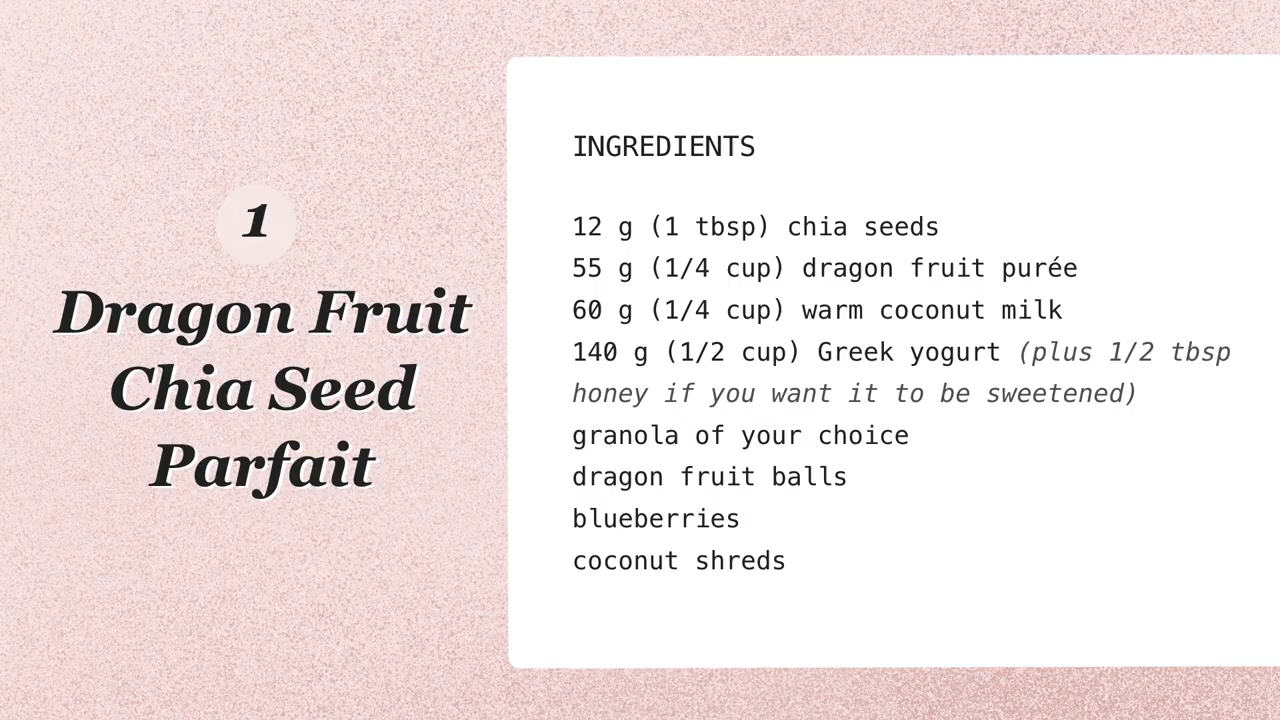 1
Dragon Fruit
Chia Seed
Parfait
INGREDIENTS
12 g (1 tbsp) chia seeds
55 g (1/4 cup) dragon fruit purée
60 g (1/4 cup) warm coconut milk
140 g (1/2 cup) Greek yogurt (plus 1/2 tbsp
honey if you want it to be sweetened)
granola of your choice
dragon fruit balls
blueberries
coconut shreds